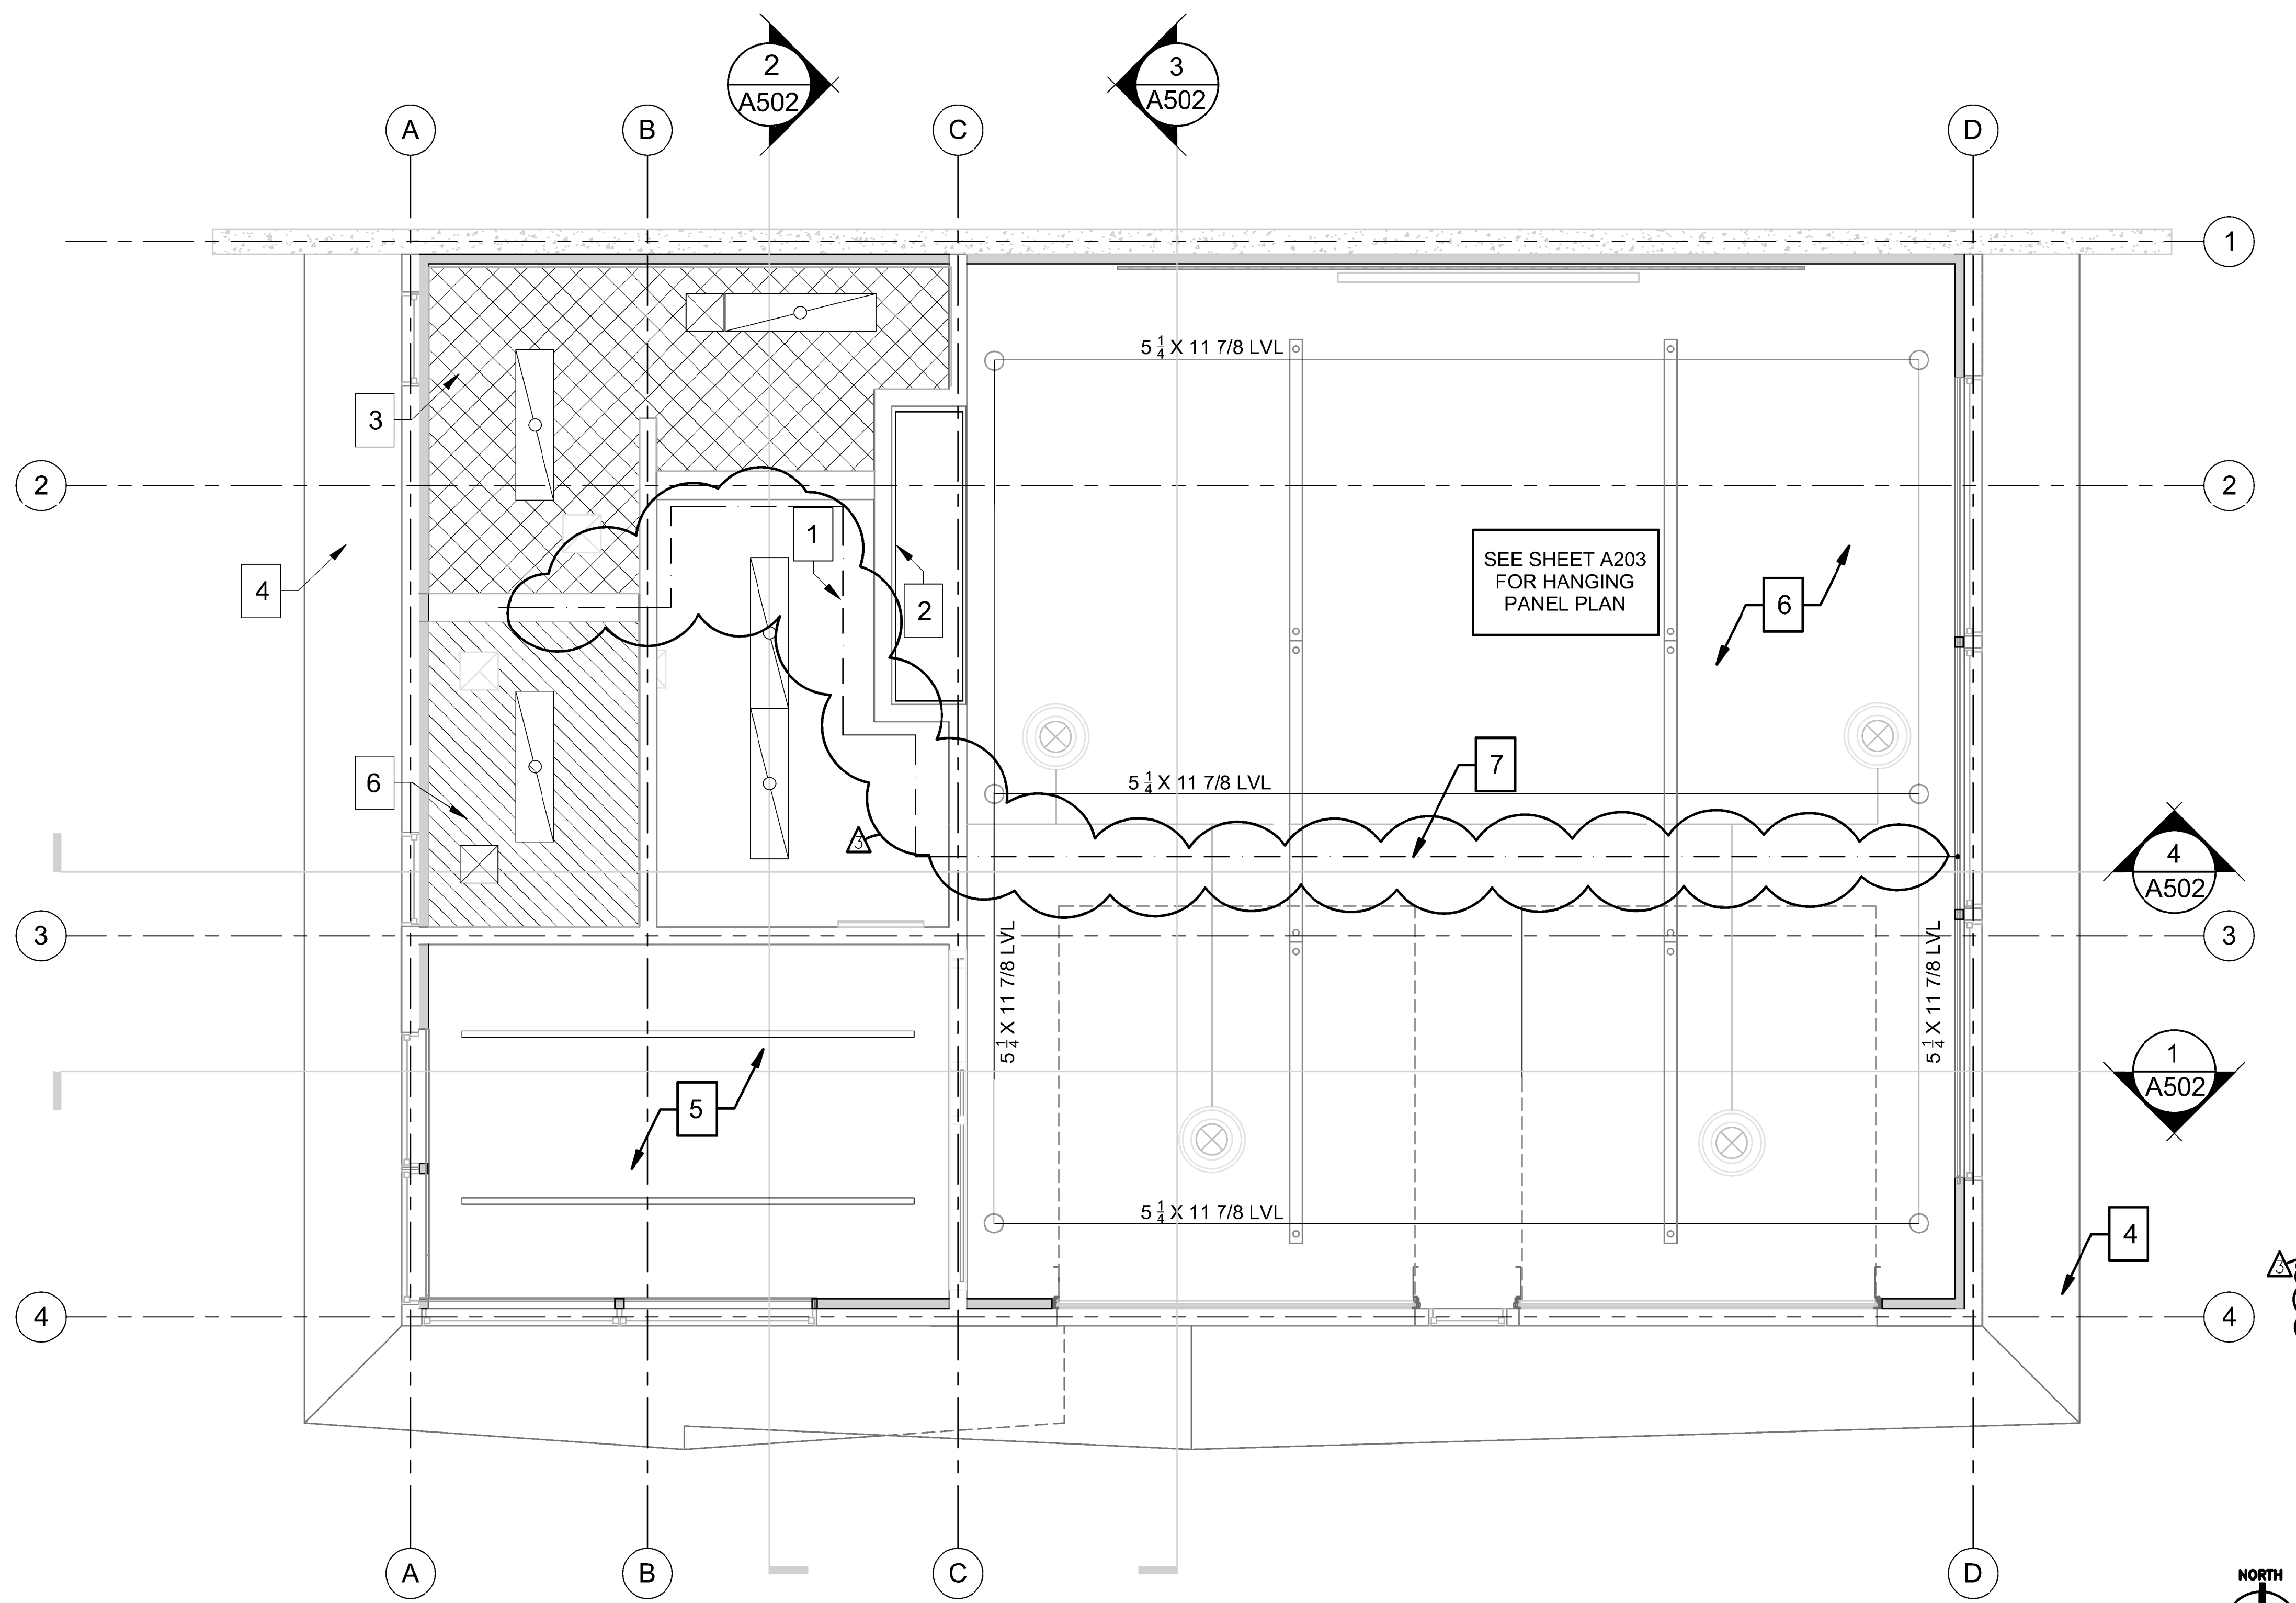 2
A502
3
A502
A
B
C
D
1
5 1/4 X 11 7/8 LVL
3
2
2
1
SEE SHEET A203
FOR HANGING
PANEL PLAN
4
2
6
7
5 1/4 X 11 7/8 LVL
6
3
4
A502
3
3
5 1/4 X 11 7/8 LVL
5 1/4 X 11 7/8 LVL
1
A502
5
5 1/4 X 11 7/8 LVL
4
3
4
4
A
B
C
D
NORTH